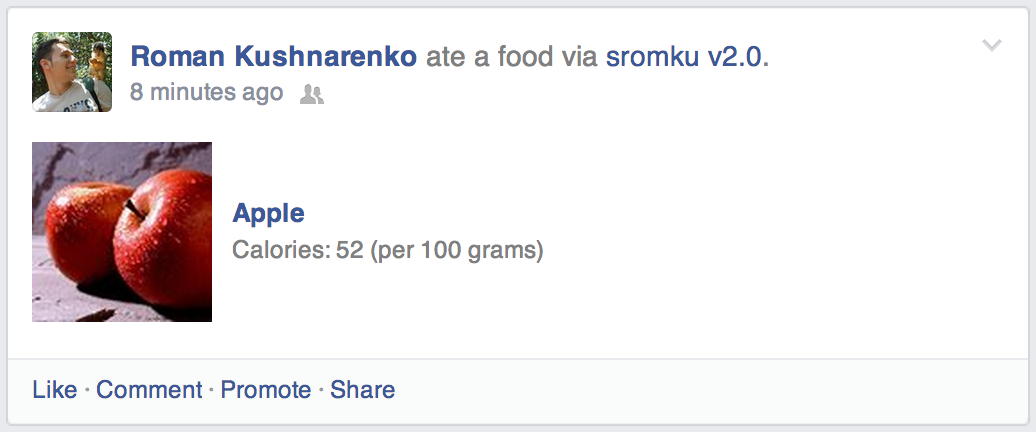 Roman Kushnarenko ate a food via sromku v2.0.
8 minutes ago
Apple
Calories: 52 (per 100 grams)
Like · Comment · Promote · Share